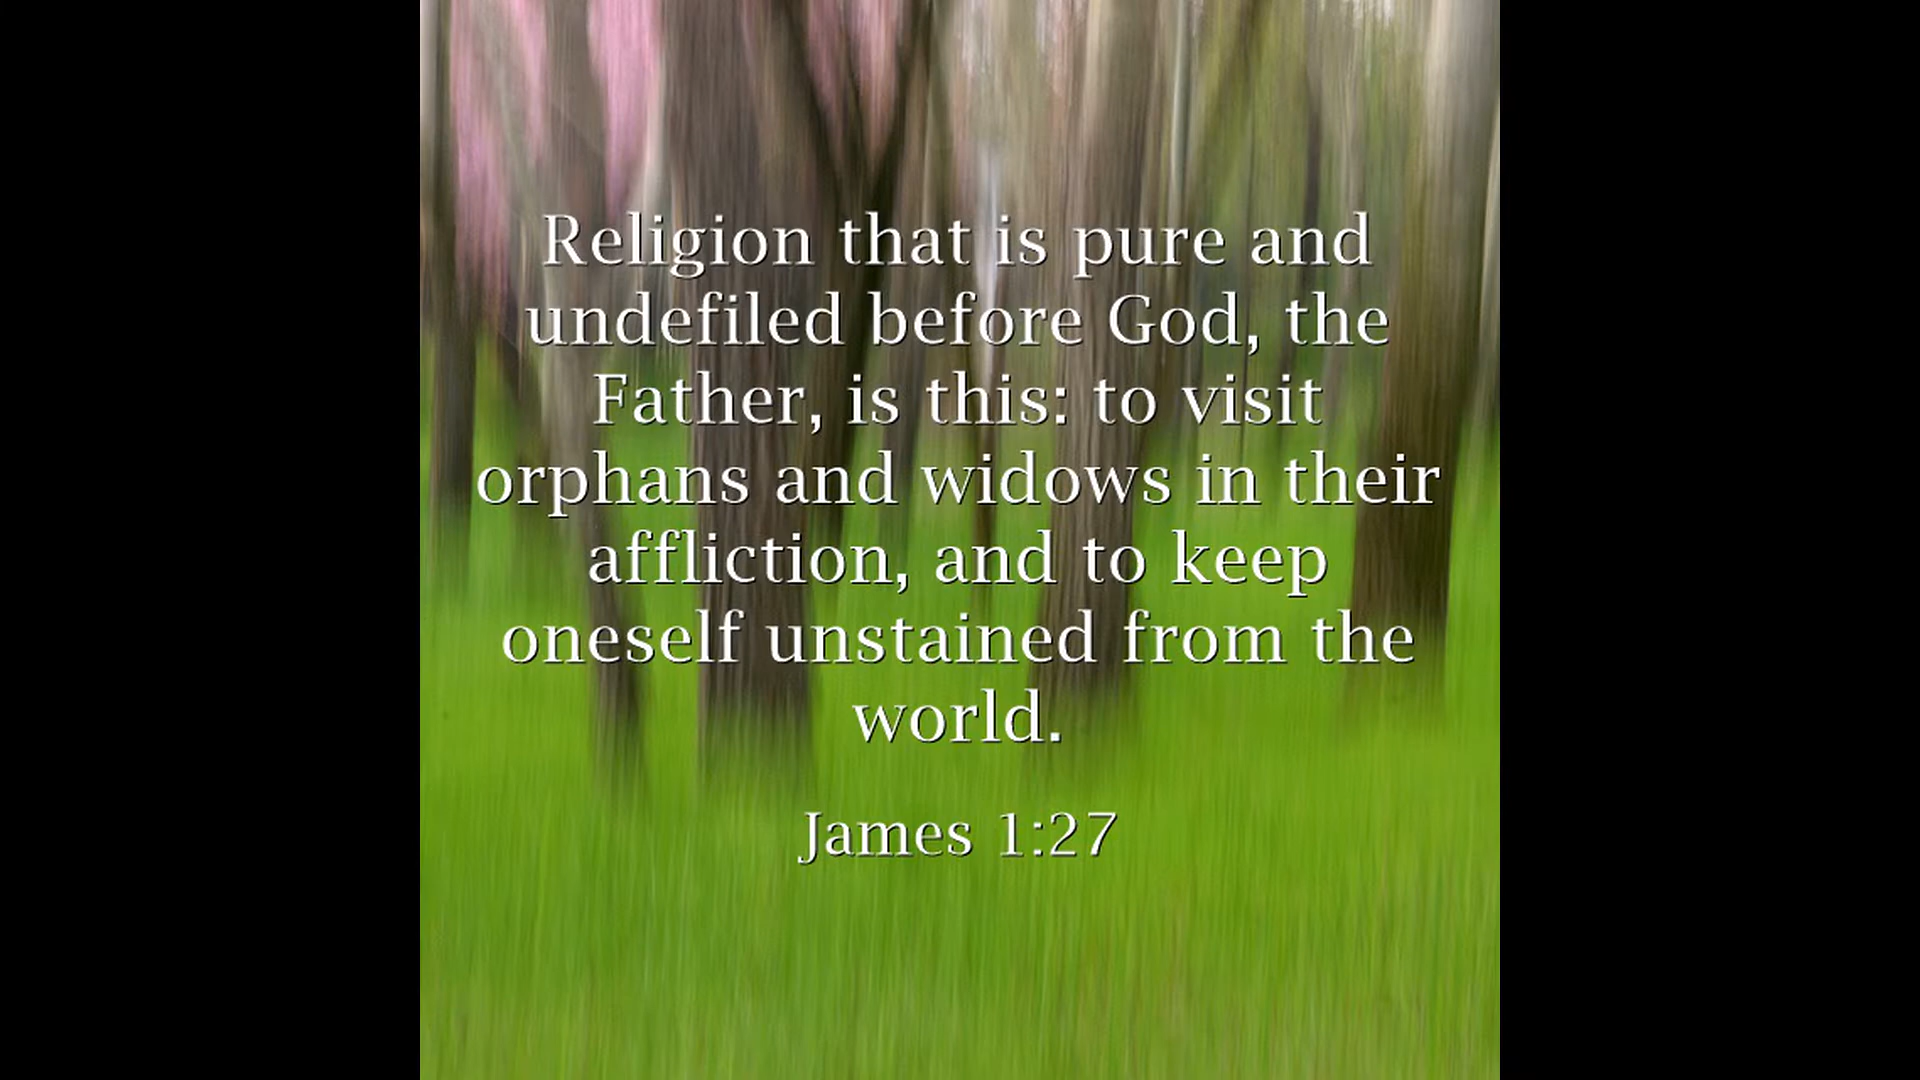 Religion that is pure and
undefiled before God, the
Father, is this: to visit
orphans and widows in their
affliction, and to keep
oneself unstained from the
world.
James 1:27